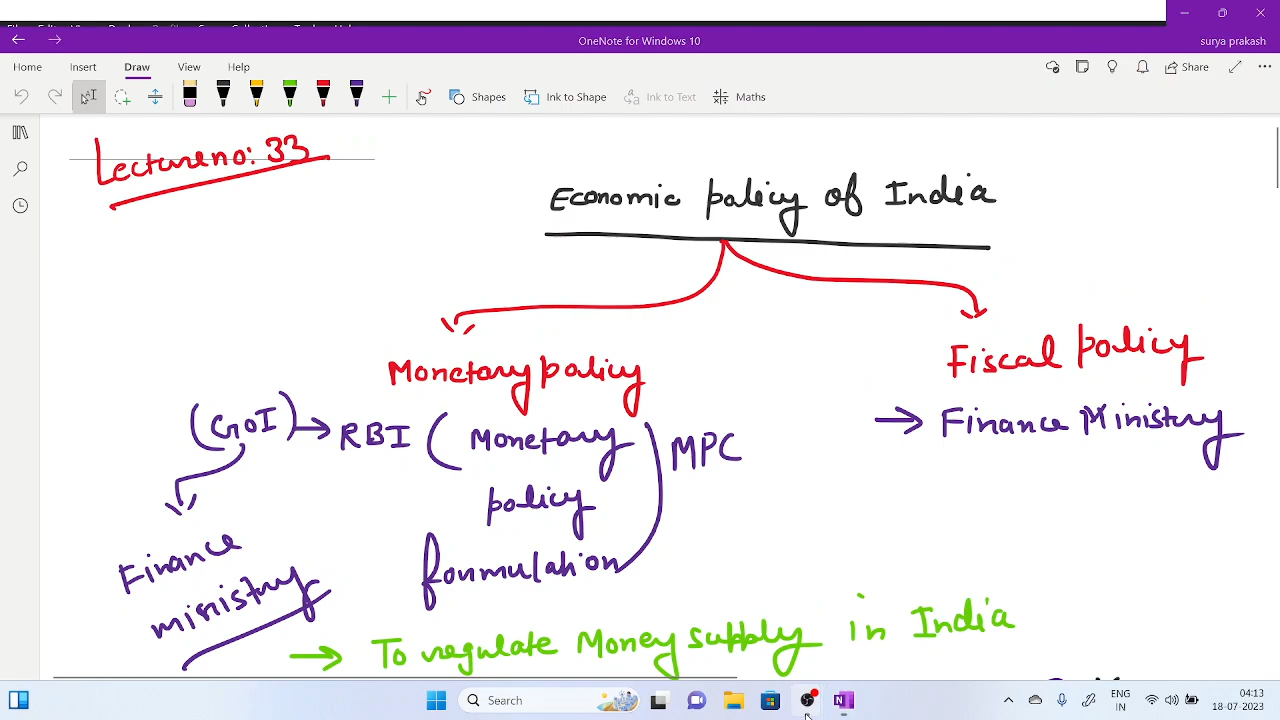 OneNote for Windows 10
surya prakash
Home Insert Draw View Help
Share
Shapes Ink to Shape Ink to Text Maths
Lecture no: 33
Economic policy of India
Monetary policy
Fiscal policy
(GOI) → RBI ( Monetary policy formulation ) MPC
→ Finance Ministry
Finance ministry
→ To regulate Money supply in India
Search
ENG
IN
04:13
18-07-2023